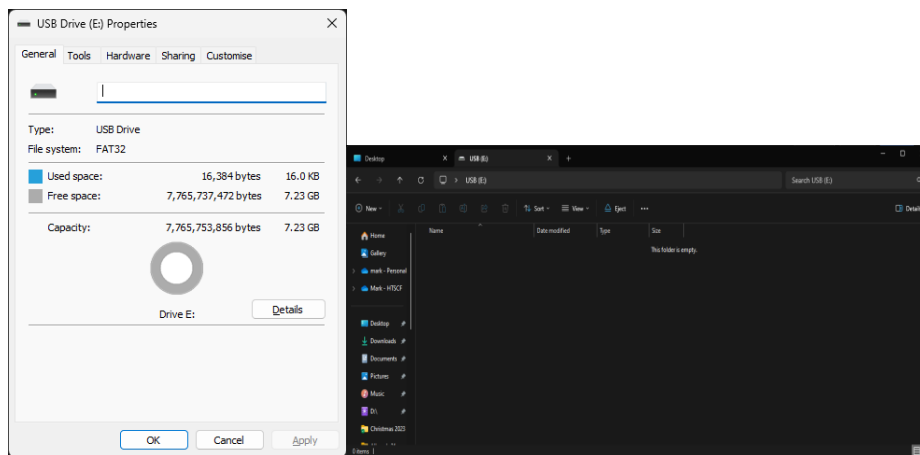 USB Drive (E:) Properties
General Tools Hardware Sharing Customise
Type: USB Drive
File system: FAT32
Used space: 16,384 bytes 16.0 KB
Free space: 7,765,737,472 bytes 7.23 GB
Capacity: 7,765,753,856 bytes 7.23 GB
Drive E:
Details
OK Cancel Apply
Desktop USB (E:)
USB (E:) Search USB (E:)
New Sort View Eject Detail
Home Name Date modified Type Size
Gallery This folder is empty.
mark - Personal
Mark - HTSCF
Desktop
Downloads
Documents
Pictures
Music
D:\
Christmas 2023
0 items